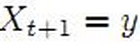 X_{t+1} = y